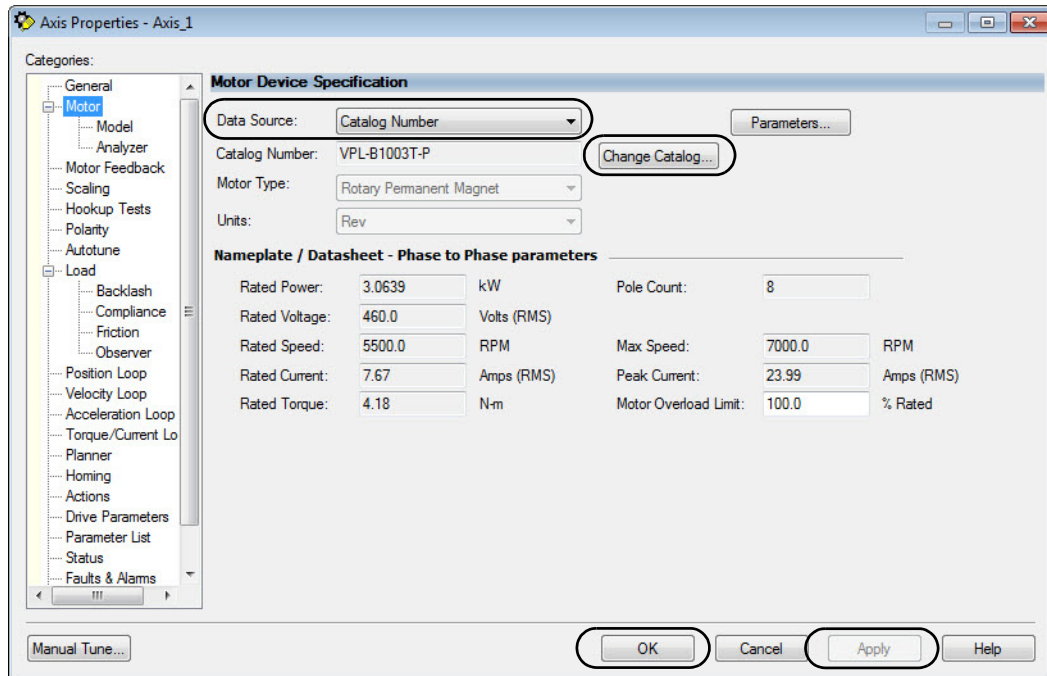 Axis Properties - Axis_1
Categories:
General
Motor
Model
Analyzer
Motor Feedback
Scaling
Hookup Tests
Polarity
Autotune
Load
Backlash
Compliance
Friction
Observer
Position Loop
Velocity Loop
Acceleration Loop
Torque/Current Lo
Planner
Homing
Actions
Drive Parameters
Parameter List
Status
Faults & Alarms
Motor Device Specification
Data Source: Catalog Number Parameters...
Catalog Number: VPL-B1003T-P Change Catalog...
Motor Type: Rotary Permanent Magnet
Units: Rev
Nameplate / Datasheet - Phase to Phase parameters
Rated Power: 3.0639 kW Pole Count: 8
Rated Voltage: 460.0 Volts (RMS)
Rated Speed: 5500.0 RPM Max Speed: 7000.0 RPM
Rated Current: 7.67 Amps (RMS) Peak Current: 23.99 Amps (RMS)
Rated Torque: 4.18 N-m Motor Overload Limit: 100.0 % Rated
Manual Tune... OK Cancel Apply Help